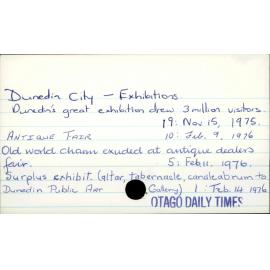 Dunedin City — Exhibitions
Dunedin's great exhibition drew 3 million visitors.
19: Nov 15, 1975.
ANTIQUE FAIR 10: Feb. 9, 1976
Old world charm exuded at antique dealers
fair. 5: Feb 11. 1976.
Surplus exhibit (altar, tabernacle, candleabrum to
Dunedin Public Art Gallery) 1: Feb. 14 1976
OTAGO DAILY TIMES